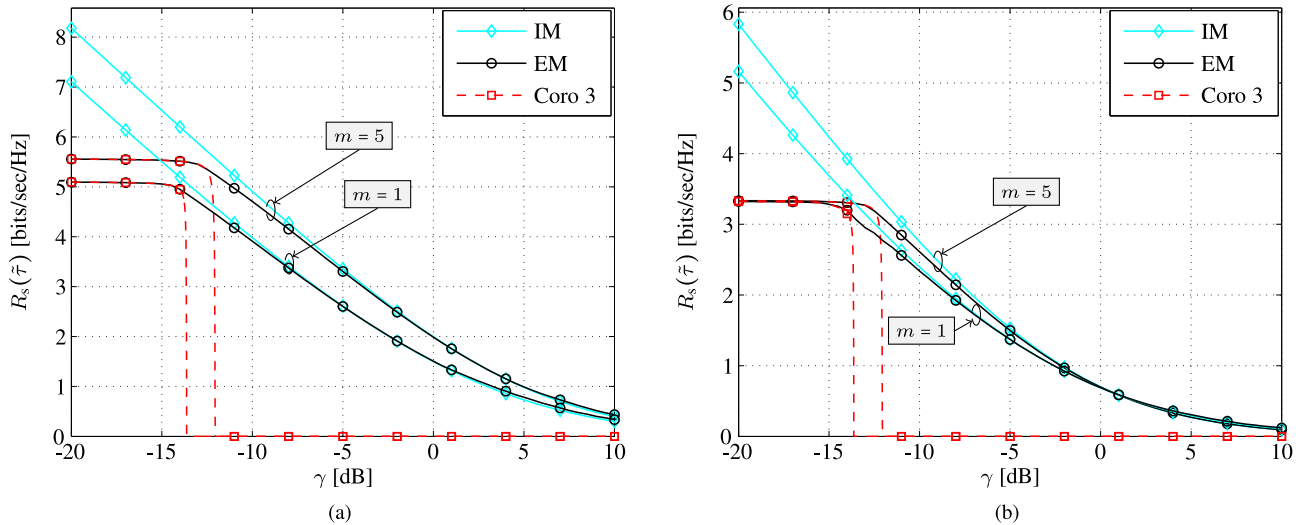 8
7
6
5
4
3
2
1
0
R_s(τ̃) [bits/sec/Hz]
IM
EM
Coro 3
m = 5
m = 1
-20 -15 -10 -5 0 5 10
γ [dB]
(a)
6
5
4
3
2
1
0
R_s(τ̃) [bits/sec/Hz]
IM
EM
Coro 3
m = 5
m = 1
-20 -15 -10 -5 0 5 10
γ [dB]
(b)